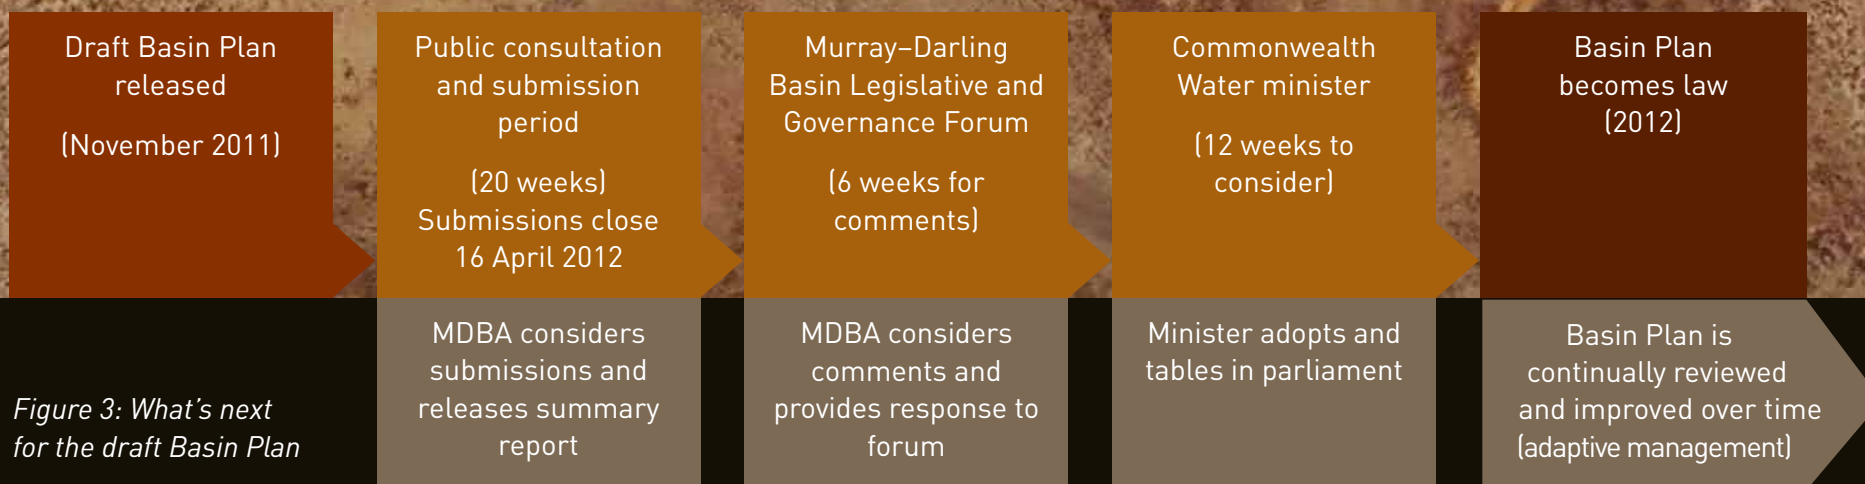 Draft Basin Plan
released
(November 2011)
Public consultation
and submission
period
(20 weeks)
Submissions close
16 April 2012
Murray–Darling
Basin Legislative and
Governance Forum
(6 weeks for
comments)
Commonwealth
Water minister
(12 weeks to
consider)
Basin Plan
becomes law
(2012)
MDBA considers
submissions and
releases summary
report
MDBA considers
comments and
provides response to
forum
Minister adopts and
tables in parliament
Basin Plan is
continually reviewed
and improved over time
(adaptive management)
Figure 3: What's next
for the draft Basin Plan